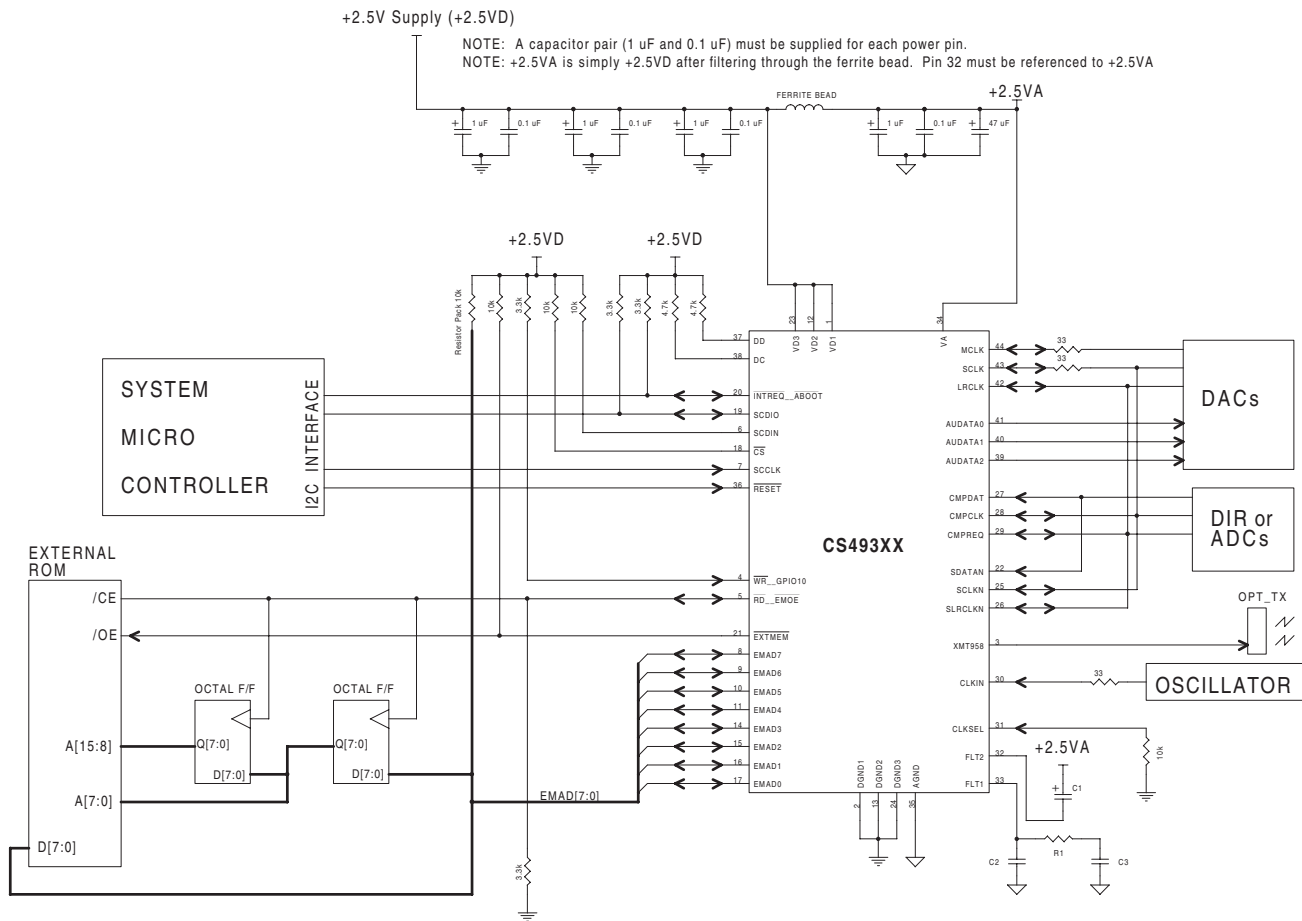 +2.5V Supply (+2.5VD)
NOTE: A capacitor pair (1 uF and 0.1 uF) must be supplied for each power pin.
NOTE: +2.5VA is simply +2.5VD after filtering through the ferrite bead. Pin 32 must be referenced to +2.5VA
FERRITE BEAD
+2.5VA
+ 1 uF
0.1 uF
+ 1 uF
0.1 uF
+ 1 uF
0.1 uF
+ 1 uF
0.1 uF
+ 47 uF
+2.5VD
+2.5VD
Resistor Pack 10k
10k
3.3k
10k
10k
3.3k
3.3k
4.7k
4.7k
23
12
1
34
VD3
VD2
VD1
VA
SYSTEM
MICRO
CONTROLLER
I2C INTERFACE
37 DD
38 DC
20 INTREQ__ABOOT
19 SCDIO
6 SCDIN
18 CS
7 SCCLK
36 RESET
4 WR__GPIO10
5 RD__EMOE
21 EXTMEM
8 EMAD7
9 EMAD6
10 EMAD5
11 EMAD4
14 EMAD3
15 EMAD2
16 EMAD1
17 EMAD0
CS493XX
MCLK 44 33
SCLK 43 33
LRCLK 42
AUDATA0 41
AUDATA1 40
AUDATA2 39
DACs
CMPDAT 27
CMPCLK 28
CMPREQ 29
SDATAN 22
SCLKN 25
SLRCLKN 26
DIR or
ADCs
OPT_TX
XMT958 3
CLKIN 30 33
OSCILLATOR
CLKSEL 31
10k
FLT2 32
FLT1 33
+2.5VA
+ C1
R1
C2
C3
DGND1
DGND2
DGND3
AGND
2
13
24
35
EXTERNAL
ROM
/CE
/OE
OCTAL F/F
OCTAL F/F
A[15:8]
Q[7:0]
D[7:0]
Q[7:0]
D[7:0]
A[7:0]
EMAD[7:0]
D[7:0]
3.3k